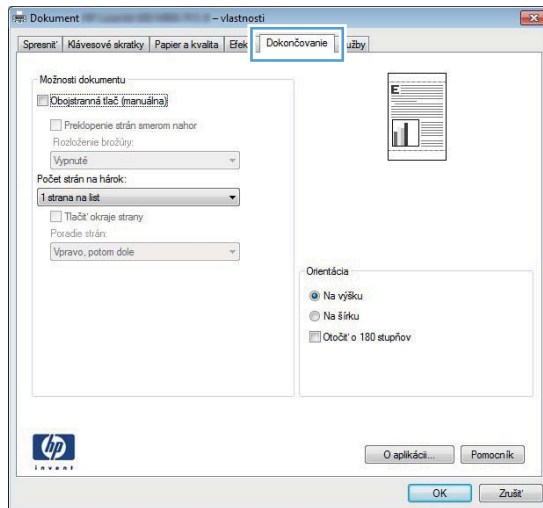 Dokument – vlastnosti
Spresniť Klávesové skratky Papier a kvalita Efek Dokončovanie užby
Možnosti dokumentu
Obojstranná tlač (manuálna)
Preklopenie strán smerom nahor
Rozloženie brožúry:
Vypnuté
Počet strán na hárok:
1 strana na list
Tlačiť okraje strany
Poradie strán:
Vpravo, potom dole
E
Orientácia
Na výšku
Na šírku
Otočiť o 180 stupňov
hp
invent
O aplikácii... Pomocník
OK Zrušiť